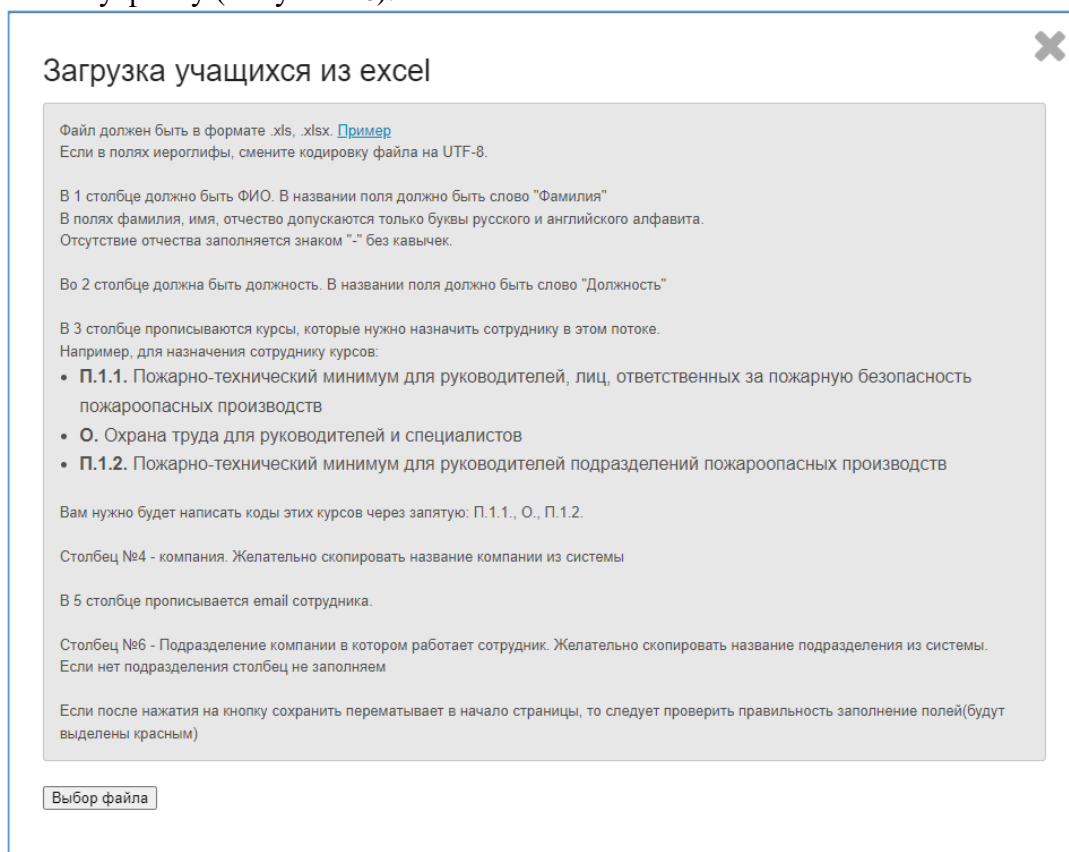 Загрузка учащихся из excel
Файл должен быть в формате .xls, .xlsx. Пример
Если в полях иероглифы, смените кодировку файла на UTF-8.
В 1 столбце должно быть ФИО. В названии поля должно быть слово "Фамилия"
В полях фамилия, имя, отчество допускаются только буквы русского и английского алфавита.
Отсутствие отчества заполняется знаком "-" без кавычек.
Во 2 столбце должна быть должность. В названии поля должно быть слово "Должность"
В 3 столбце прописываются курсы, которые нужно назначить сотруднику в этом потоке.
Например, для назначения сотруднику курсов:
• П.1.1. Пожарно-технический минимум для руководителей, лиц, ответственных за пожарную безопасность
пожароопасных производств
• О. Охрана труда для руководителей и специалистов
• П.1.2. Пожарно-технический минимум для руководителей подразделений пожароопасных производств
Вам нужно будет написать коды этих курсов через запятую: П.1.1., О., П.1.2.
Столбец №4 - компания. Желательно скопировать название компании из системы
В 5 столбце прописывается email сотрудника.
Столбец №6 - Подразделение компании в котором работает сотрудник. Желательно скопировать название подразделения из системы.
Если нет подразделения столбец не заполняем
Если после нажатия на кнопку сохранить перематывает в начало страницы, то следует проверить правильность заполнение полей(будут
выделены красным)
Выбор файла